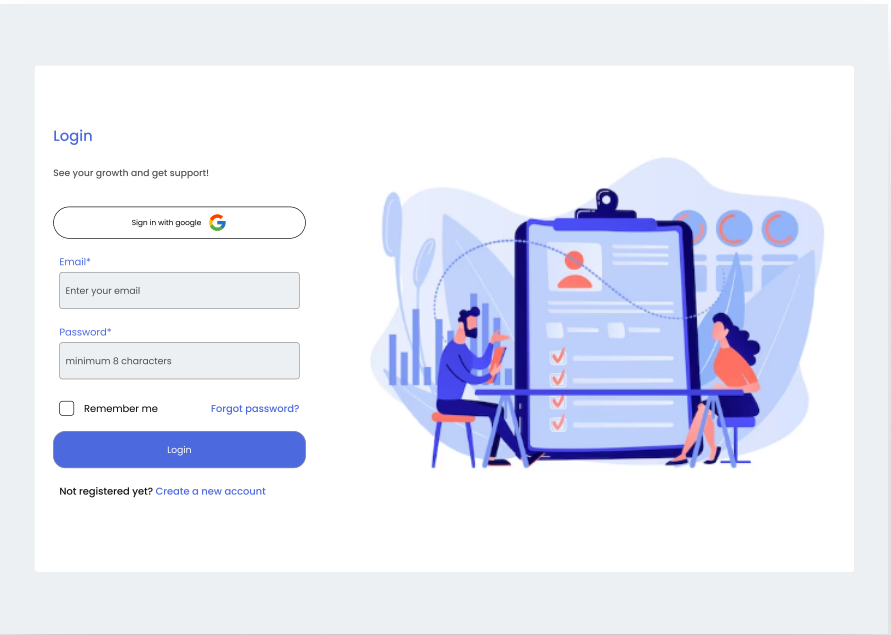 Login
See your growth and get support!
Sign in with google
Email*
Enter your email
Password*
minimum 8 characters
Remember me Forgot password?
Login
Not registered yet? Create a new account